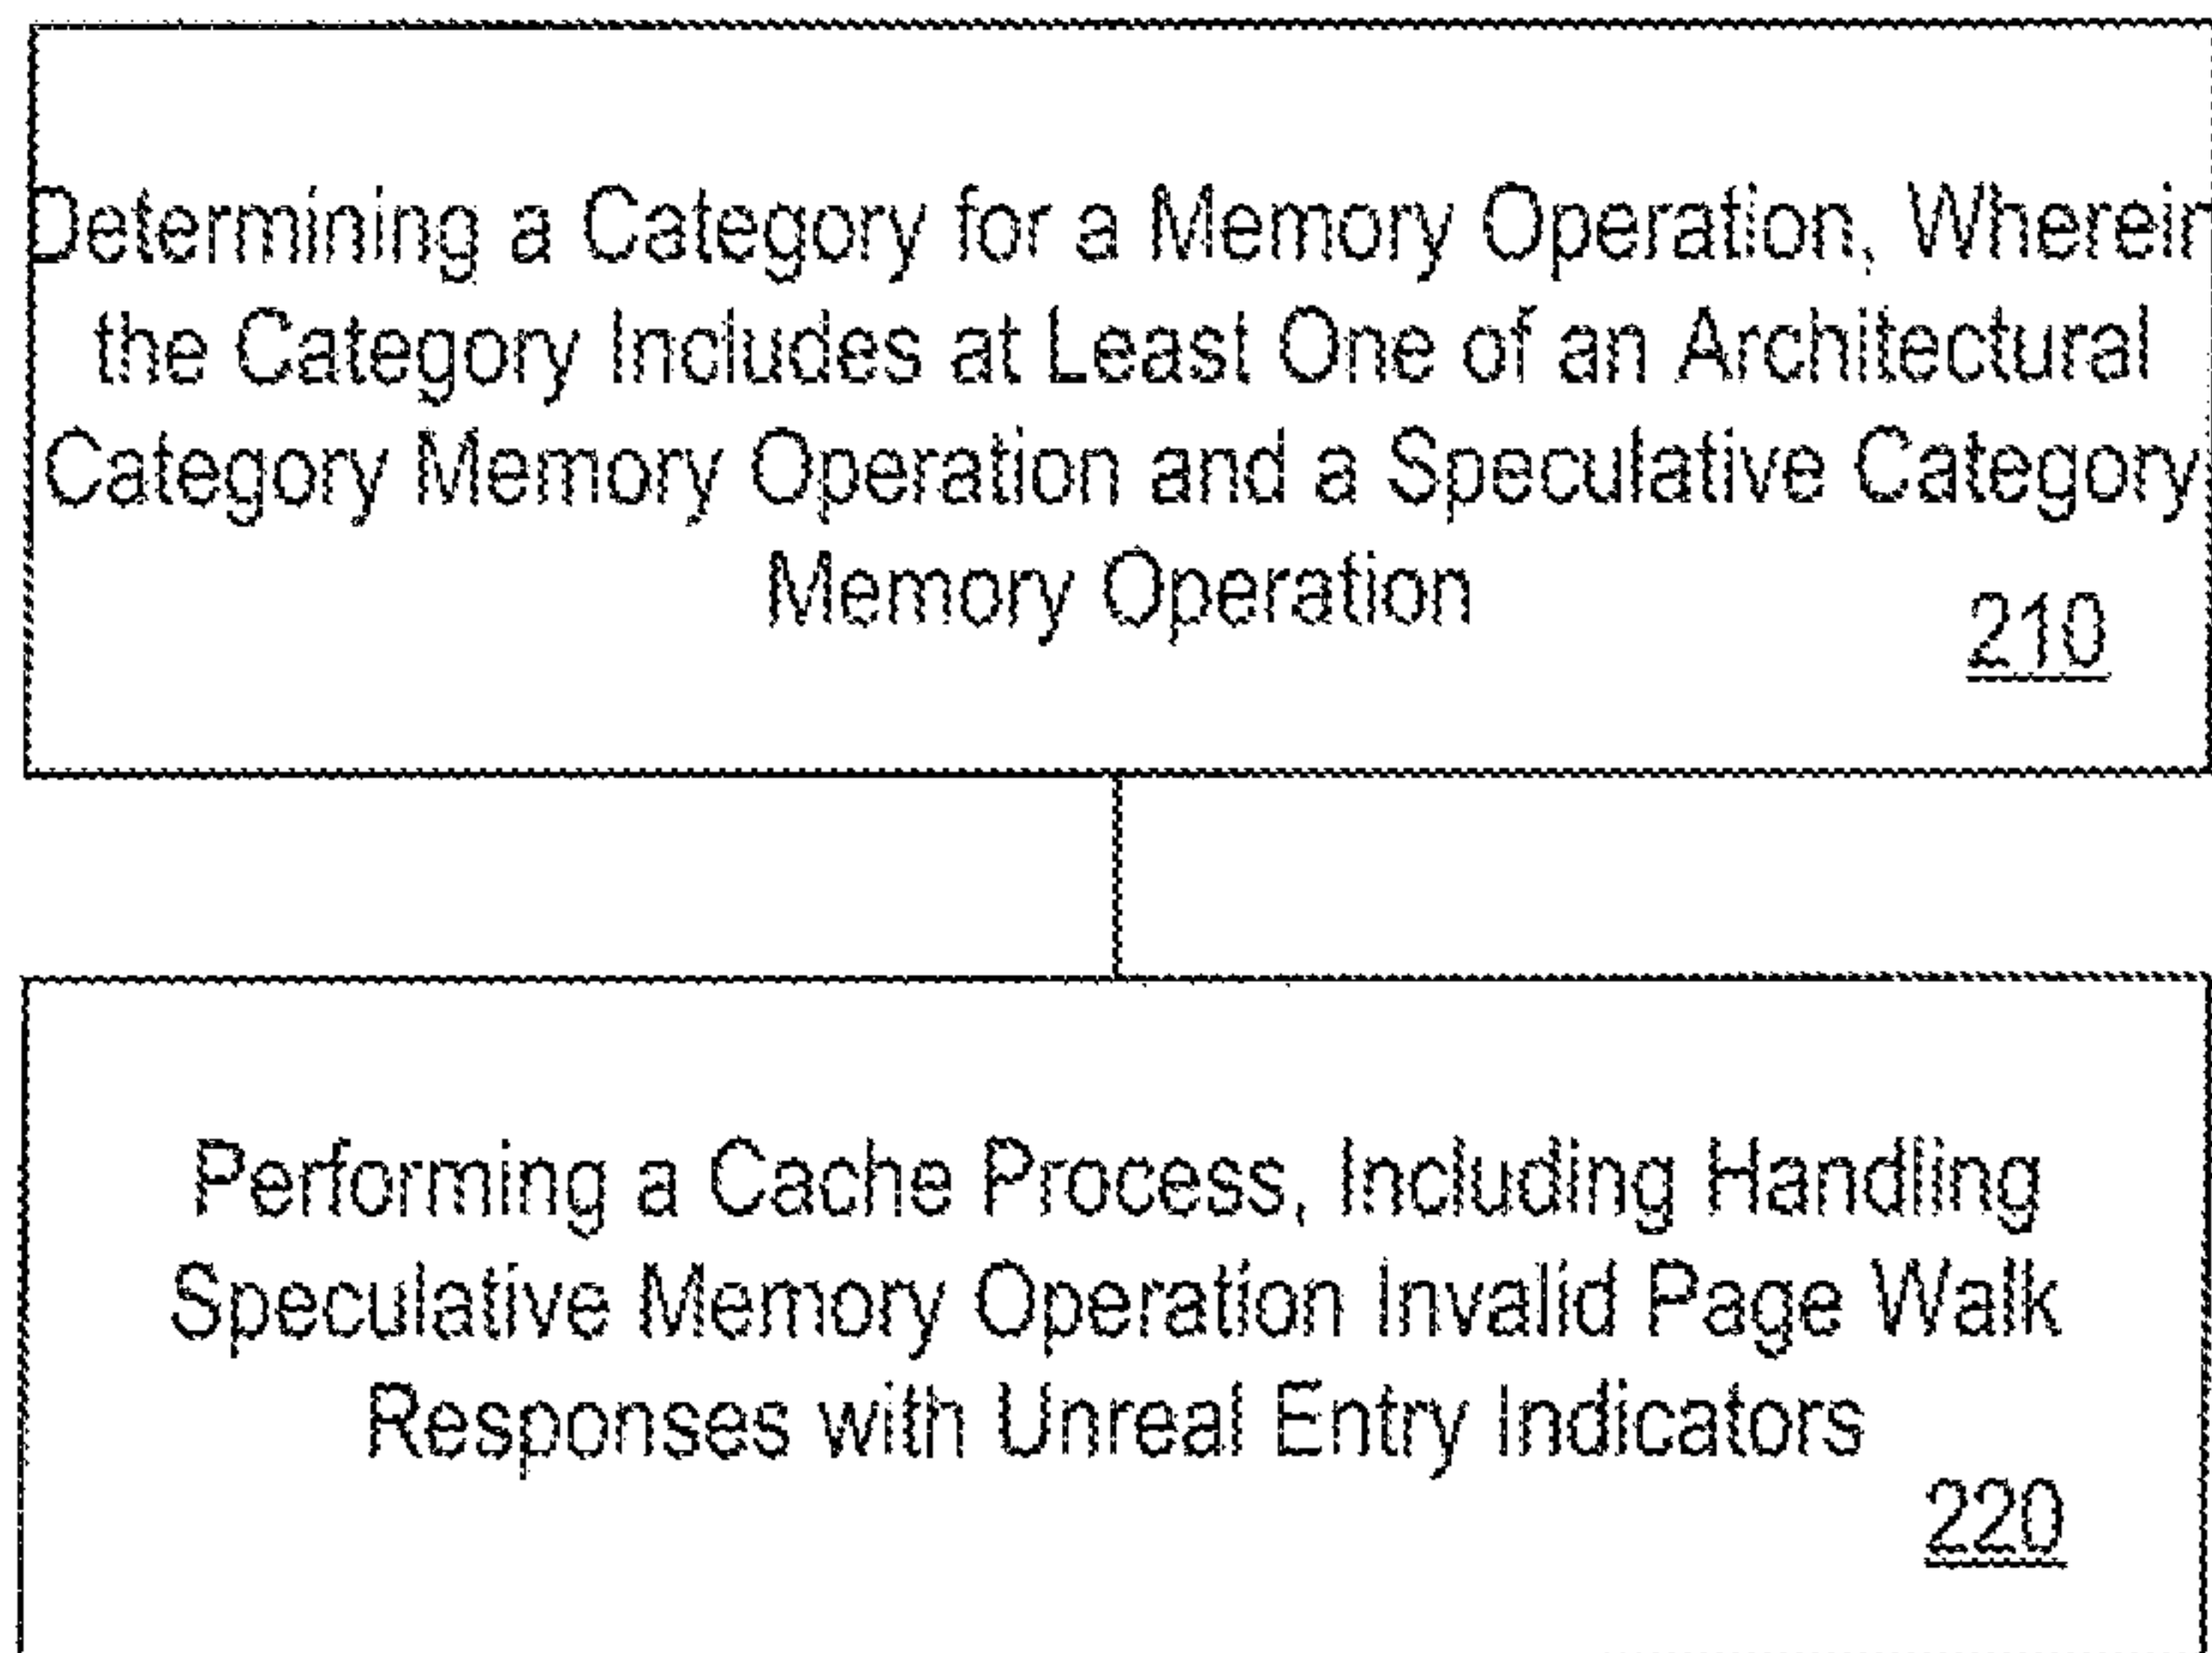 Determining a Category for a Memory Operation, Wherein
the Category Includes at Least One of an Architectural
Category Memory Operation and a Speculative Category
Memory Operation
210
Performing a Cache Process, Including Handling
Speculative Memory Operation Invalid Page Walk
Responses with Unreal Entry Indicators
220